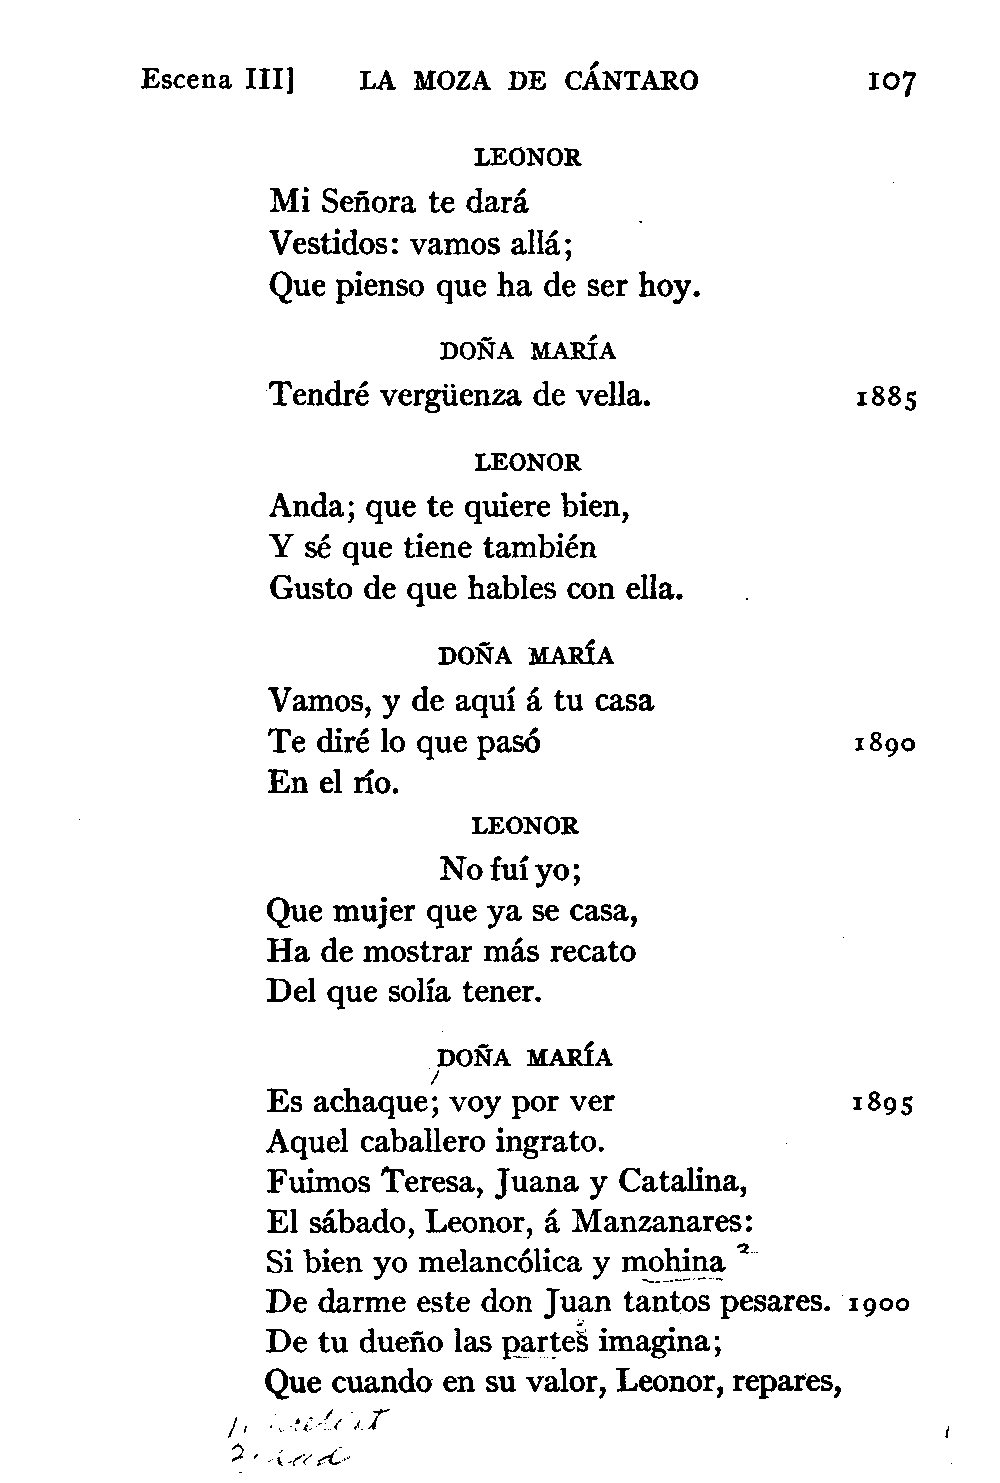 Escena III] LA MOZA DE CÁNTARO 107
LEONOR
Mi Señora te dará
Vestidos: vamos allá;
Que pienso que ha de ser hoy.
DOÑA MARÍA
Tendré vergüenza de vella. 1885
LEONOR
Anda; que te quiere bien,
Y sé que tiene también
Gusto de que hables con ella.
DOÑA MARÍA
Vamos, y de aquí á tu casa
Te diré lo que pasó 1890
En el río.
LEONOR
No fuí yo;
Que mujer que ya se casa,
Ha de mostrar más recato
Del que solía tener.
DOÑA MARÍA
Es achaque; voy por ver 1895
Aquel caballero ingrato.
Fuimos Teresa, Juana y Catalina,
El sábado, Leonor, á Manzanares:
Si bien yo melancólica y mohina 2
De darme este don Juan tantos pesares. 1900
De tu dueño las partes imagina;
Que cuando en su valor, Leonor, repares,
1.
2. sad